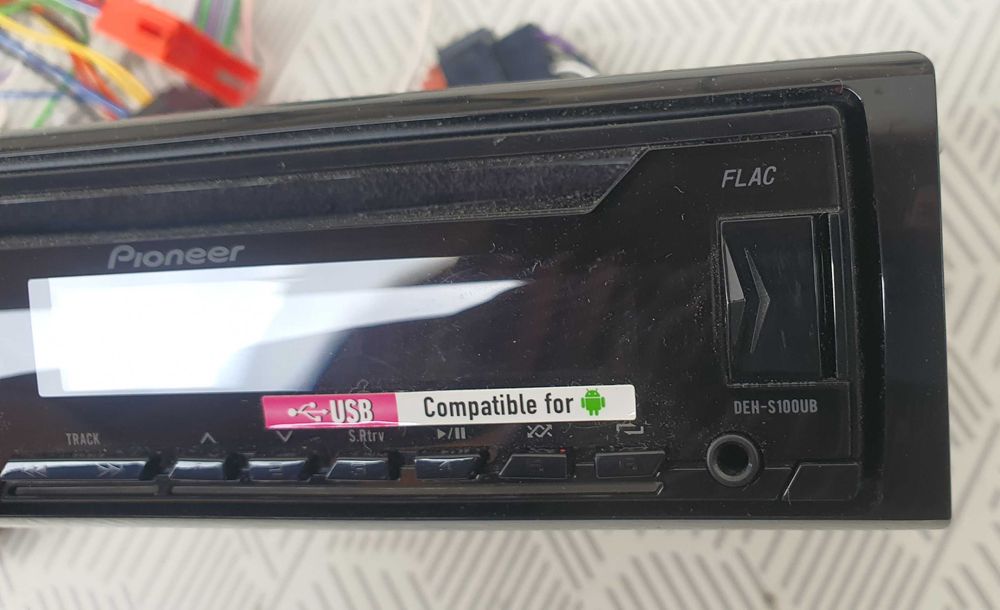 FLAC
Pioneer
USB Compatible for
DEH-S100UB
TRACK
S.Rtrv